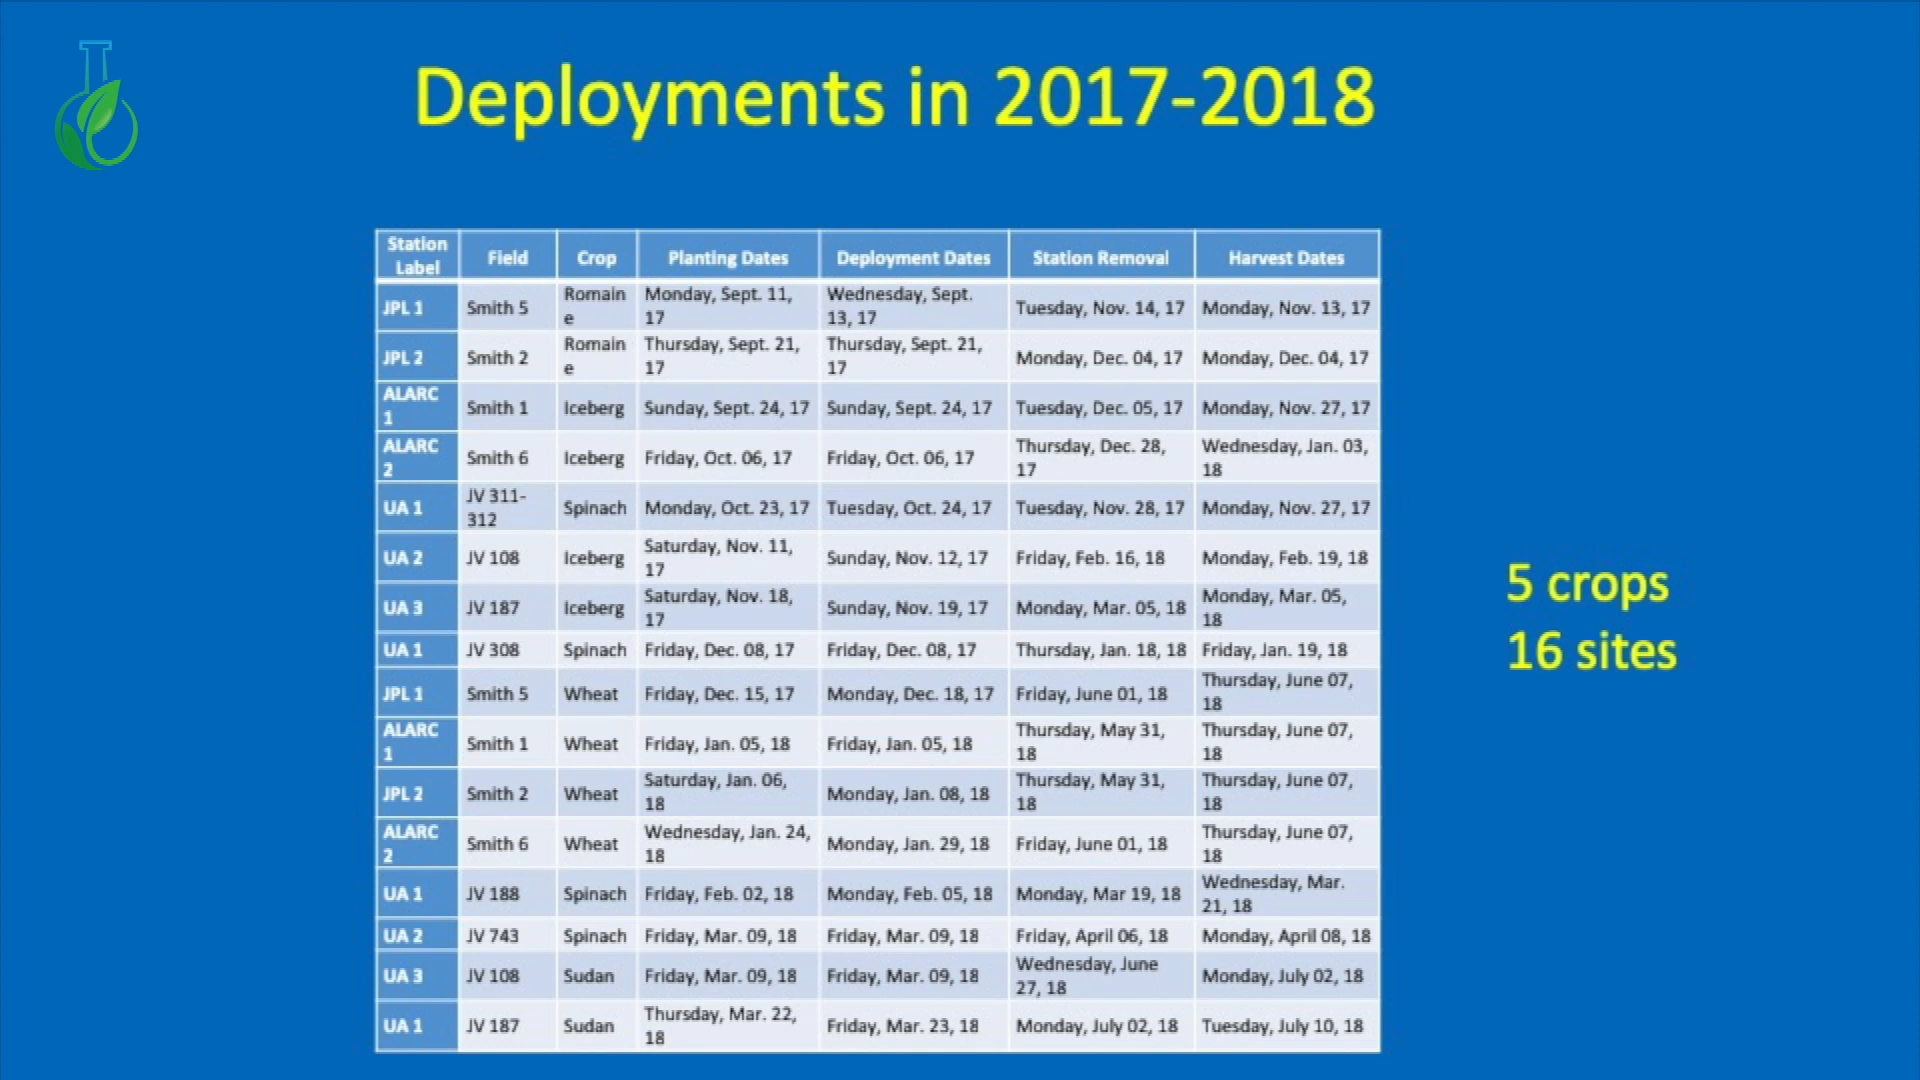 Deployments in 2017-2018
Station Label Field Crop Planting Dates Deployment Dates Station Removal Harvest Dates
JPL 1 Smith 5 Romaine Monday, Sept. 11, 17 Wednesday, Sept. 13, 17 Tuesday, Nov. 14, 17 Monday, Nov. 13, 17
JPL 2 Smith 2 Romaine Thursday, Sept. 21, 17 Thursday, Sept. 21, 17 Monday, Dec. 04, 17 Monday, Dec. 04, 17
ALARC 1 Smith 1 Iceberg Sunday, Sept. 24, 17 Sunday, Sept. 24, 17 Tuesday, Dec. 05, 17 Monday, Nov. 27, 17
ALARC 2 Smith 6 Iceberg Friday, Oct. 06, 17 Friday, Oct. 06, 17 Thursday, Dec. 28, 17 Wednesday, Jan. 03, 18
UA 1 JV 311-312 Spinach Monday, Oct. 23, 17 Tuesday, Oct. 24, 17 Tuesday, Nov. 28, 17 Monday, Nov. 27, 17
UA 2 JV 108 Iceberg Saturday, Nov. 11, 17 Sunday, Nov. 12, 17 Friday, Feb. 16, 18 Monday, Feb. 19, 18
UA 3 JV 187 Iceberg Saturday, Nov. 18, 17 Sunday, Nov. 19, 17 Monday, Mar. 05, 18 Monday, Mar. 05, 18
UA 1 JV 308 Spinach Friday, Dec. 08, 17 Friday, Dec. 08, 17 Thursday, Jan. 18, 18 Friday, Jan. 19, 18
JPL 1 Smith 5 Wheat Friday, Dec. 15, 17 Monday, Dec. 18, 17 Friday, June 01, 18 Thursday, June 07, 18
ALARC 1 Smith 1 Wheat Friday, Jan. 05, 18 Friday, Jan. 05, 18 Thursday, May 31, 18 Thursday, June 07, 18
JPL 2 Smith 2 Wheat Saturday, Jan. 06, 18 Monday, Jan. 08, 18 Thursday, May 31, 18 Thursday, June 07, 18
ALARC 2 Smith 6 Wheat Wednesday, Jan. 24, 18 Monday, Jan. 29, 18 Friday, June 01, 18 Thursday, June 07, 18
UA 1 JV 188 Spinach Friday, Feb. 02, 18 Monday, Feb. 05, 18 Monday, Mar 19, 18 Wednesday, Mar. 21, 18
UA 2 JV 743 Spinach Friday, Mar. 09, 18 Friday, Mar. 09, 18 Friday, April 06, 18 Monday, April 08, 18
UA 3 JV 108 Sudan Friday, Mar. 09, 18 Friday, Mar. 09, 18 Wednesday, June 27, 18 Monday, July 02, 18
UA 1 JV 187 Sudan Thursday, Mar. 22, 18 Friday, Mar. 23, 18 Monday, July 02, 18 Tuesday, July 10, 18
5 crops
16 sites